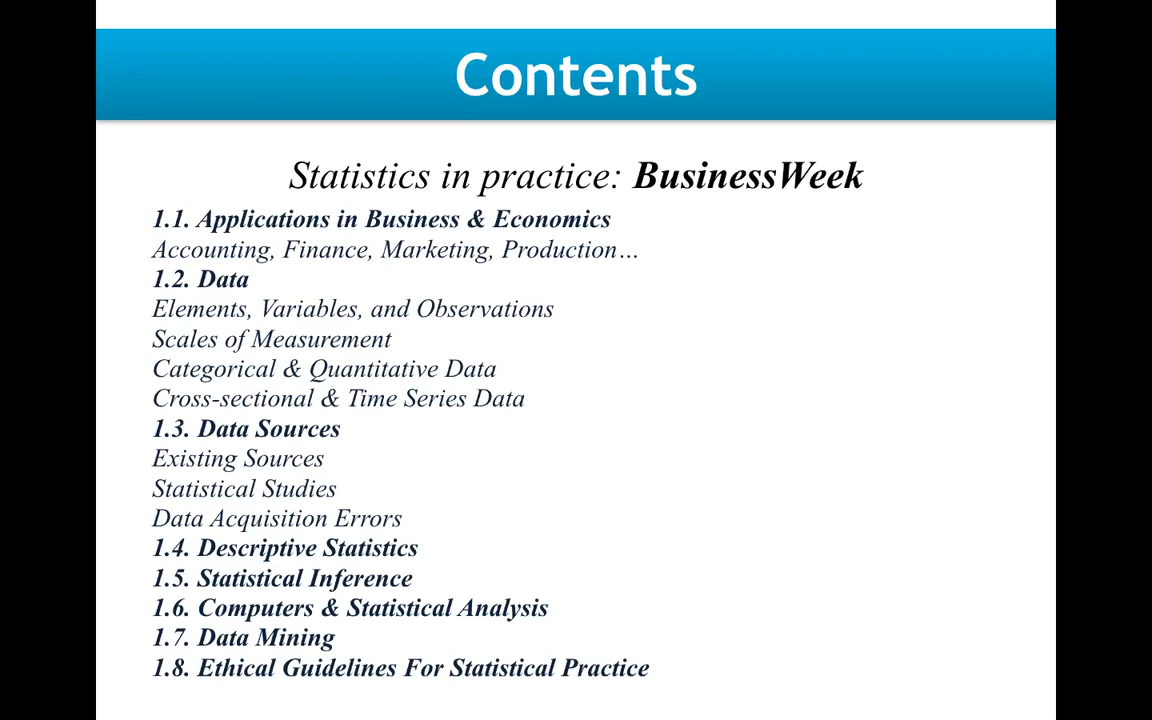 Contents
Statistics in practice: BusinessWeek
1.1. Applications in Business & Economics
Accounting, Finance, Marketing, Production…
1.2. Data
Elements, Variables, and Observations
Scales of Measurement
Categorical & Quantitative Data
Cross-sectional & Time Series Data
1.3. Data Sources
Existing Sources
Statistical Studies
Data Acquisition Errors
1.4. Descriptive Statistics
1.5. Statistical Inference
1.6. Computers & Statistical Analysis
1.7. Data Mining
1.8. Ethical Guidelines For Statistical Practice